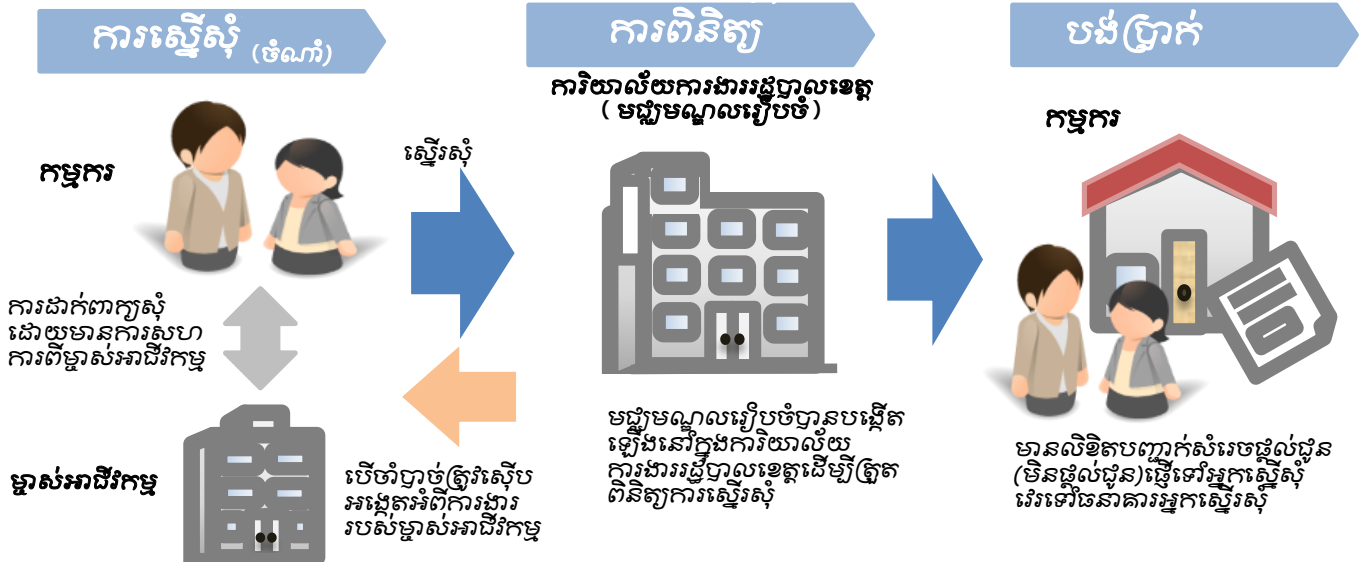 ការស្នើសុំ (ចំណាំ)
ការពិនិត្យ
បង់ប្រាក់
ការិយាល័យការងាររដ្ឋបាលខេត្ត
( មជ្ឈមណ្ឌលរៀបចំ )
កម្មករ
ស្នើរសុំ
កម្មករ
ការដាក់ពាក្យសុំ
ដោយមានការសហ
ការពីម្ចាស់អាជីវកម្ម
ម្ចាស់អាជីវកម្ម
បើចាំបាច់ត្រូវស៊ើប
អង្កេតអំពីការងារ
របស់ម្ចាស់អាជីវកម្ម
មជ្ឈមណ្ឌលរៀបចំបានបង្កើត
ឡើងនៅក្នុងការិយាល័យ
ការងាររដ្ឋបាលខេត្តដើម្បីត្រួត
ពិនិត្យការស្នើរសុំ
មានលិខិតបញ្ជាក់សំរេចផ្តល់ជូន
(មិនផ្តល់ជូន)ផ្ញើទៅអ្នកស្នើសុំ
វេរទៅធនាគារអ្នកស្នើរសុំ